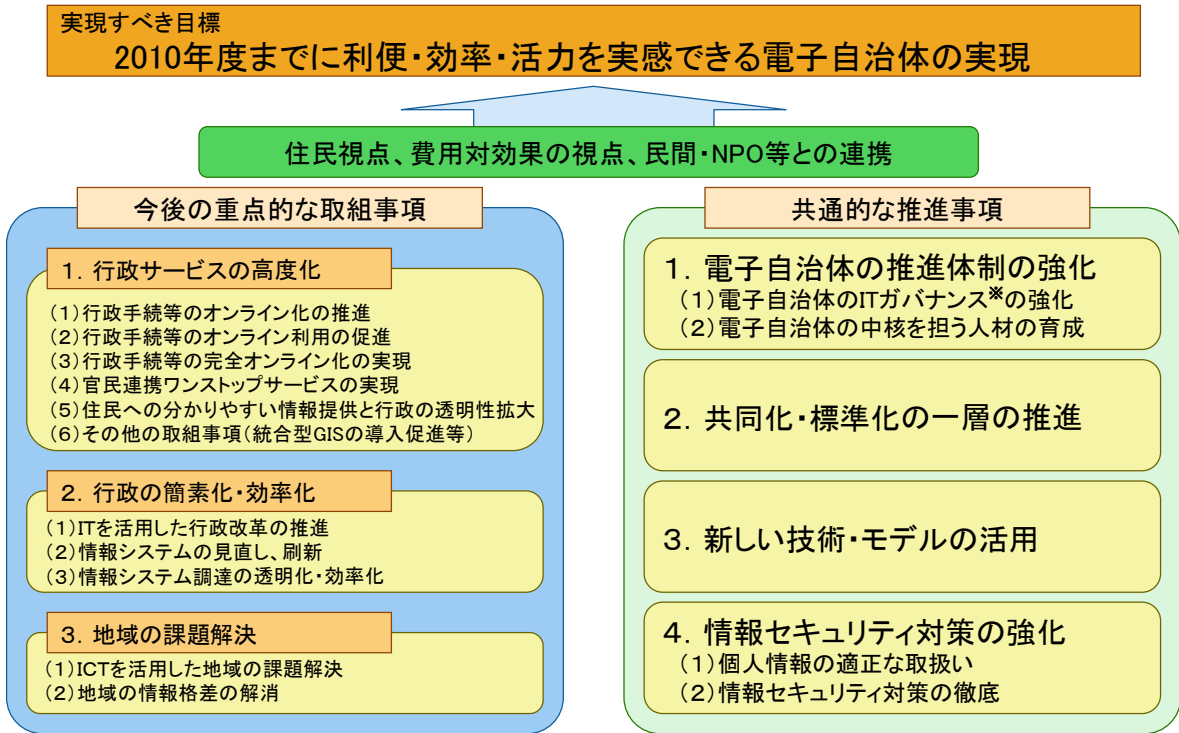 実現すべき目標
2010年度までに利便・効率・活力を実感できる電子自治体の実現
住民視点、費用対効果の視点、民間・NPO等との連携
今後の重点的な取組事項
1．行政サービスの高度化
（1）行政手続等のオンライン化の推進
（2）行政手続等のオンライン利用の促進
（3）行政手続等の完全オンライン化の実現
（4）官民連携ワンストップサービスの実現
（5）住民への分かりやすい情報提供と行政の透明性拡大
（6）その他の取組事項（統合型GISの導入促進等）
2．行政の簡素化・効率化
（1）ITを活用した行政改革の推進
（2）情報システムの見直し、刷新
（3）情報システム調達の透明化・効率化
3．地域の課題解決
（1）ICTを活用した地域の課題解決
（2）地域の情報格差の解消
共通的な推進事項
1．電子自治体の推進体制の強化
（1）電子自治体のITガバナンス※の強化
（2）電子自治体の中核を担う人材の育成
2．共同化・標準化の一層の推進
3．新しい技術・モデルの活用
4．情報セキュリティ対策の強化
（1）個人情報の適正な取扱い
（2）情報セキュリティ対策の徹底